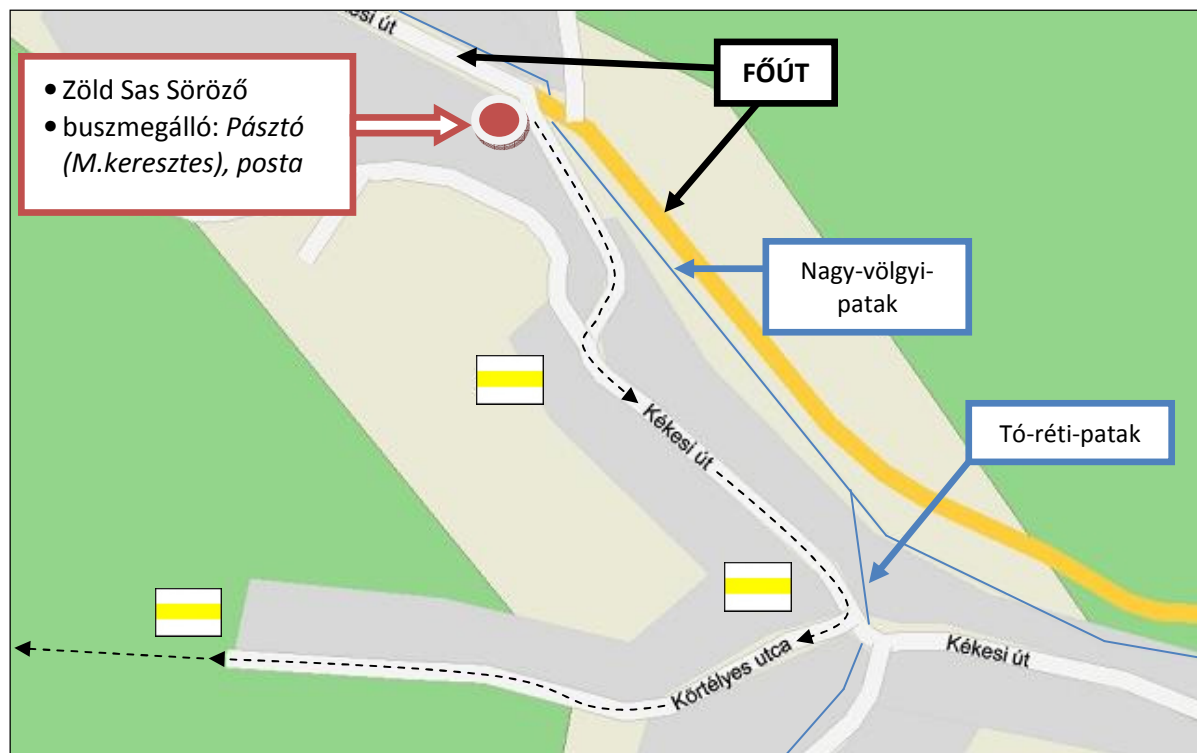 kesi út
• Zöld Sas Söröző
• buszmegálló: Pásztó
(M.keresztes), posta
FŐÚT
Nagy-völgyi-
patak
Kékesi út
Tó-réti-patak
Körtélyes utca
Kékesi út